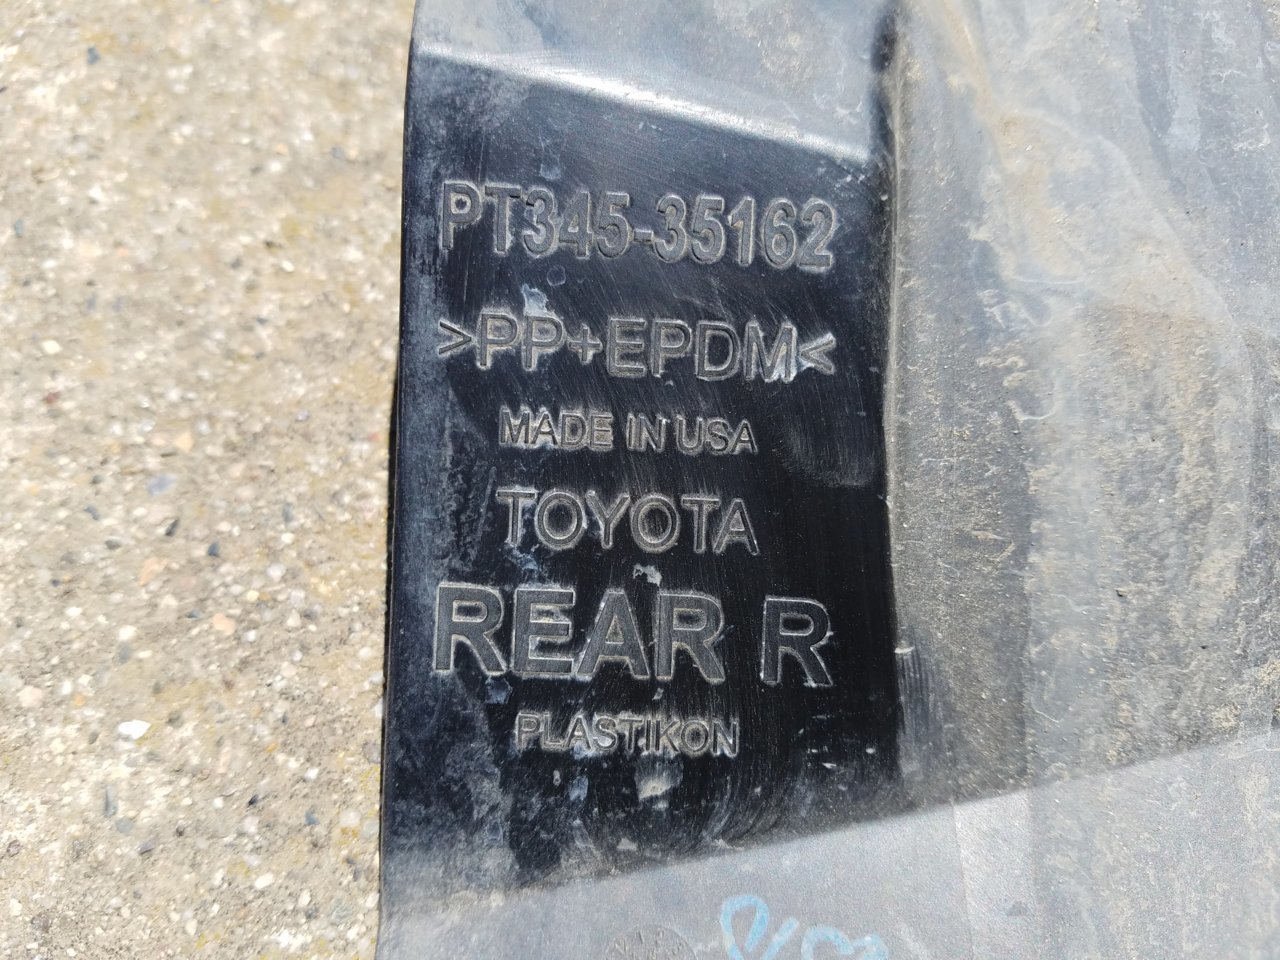 PT345-35162
>PP+EPDM<
MADE IN USA
TOYOTA
REAR R
PLASTIKON